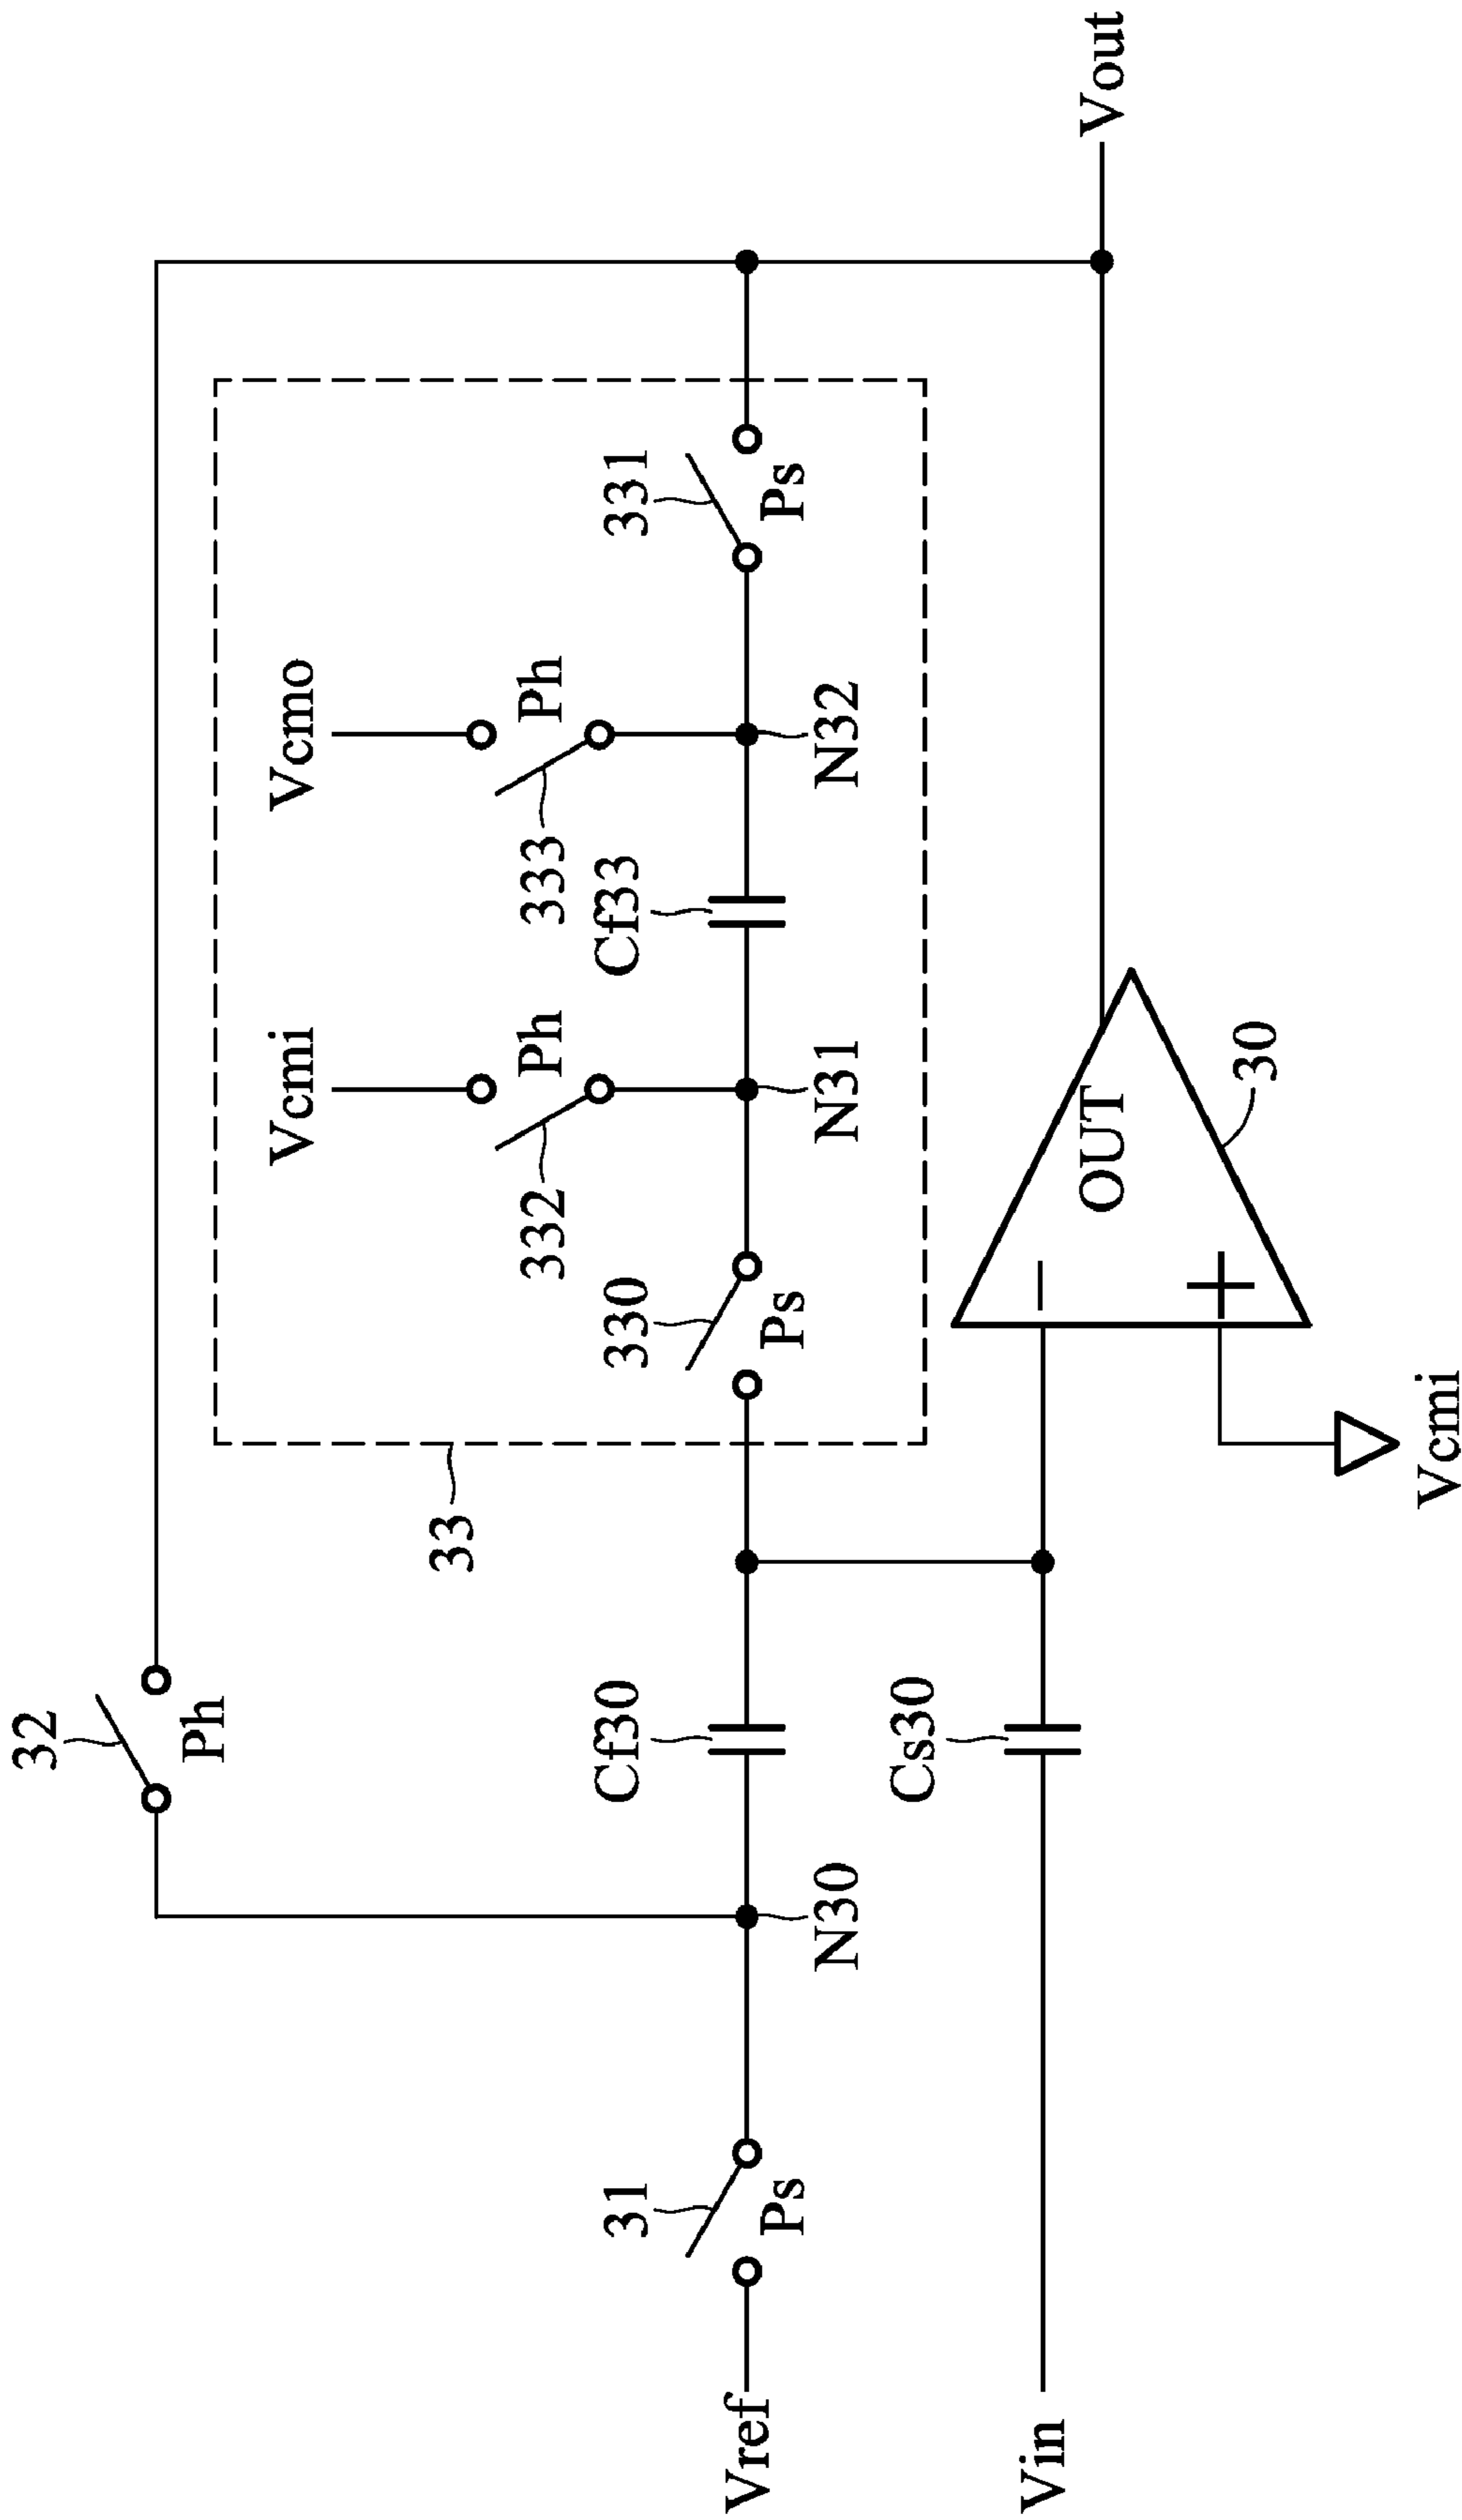 32
Ph
Vcmi
Vcmo
Ph
Ph
332
333
33
Cf30
330
Cf33
331
31
Ps
Ps
Ps
Vref
N30
N31
N32
Cs30
Vin
−
OUT
Vout
+
30
Vcmi